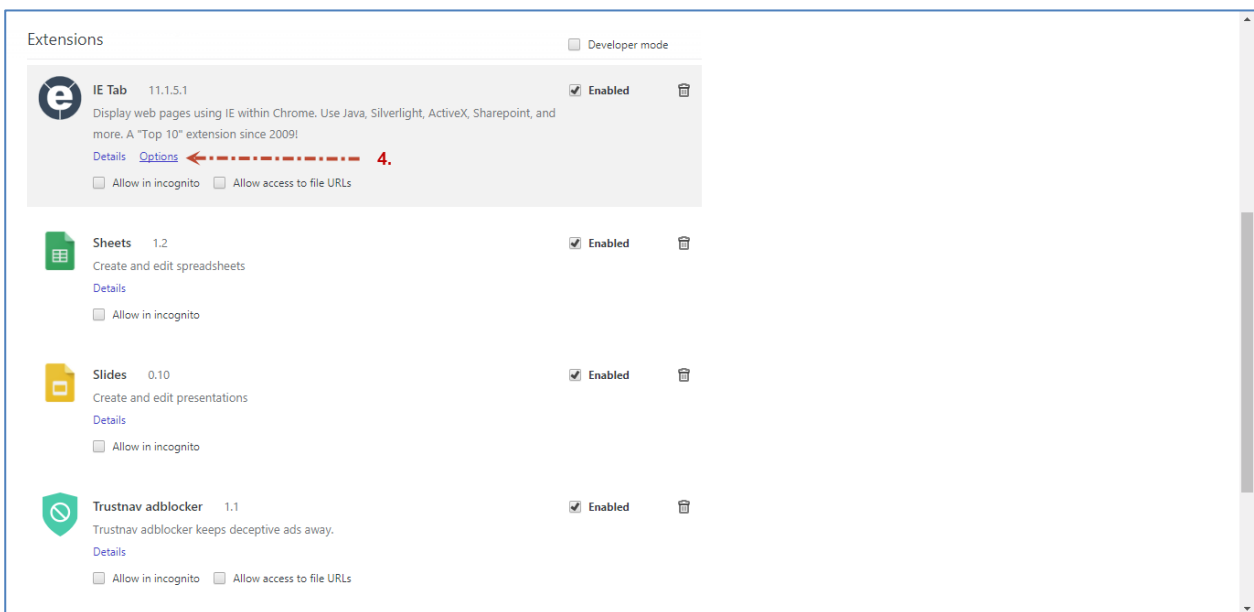 Extensions
Developer mode
IE Tab 11.1.5.1 Enabled
Display web pages using IE within Chrome. Use Java, Silverlight, ActiveX, Sharepoint, and
more. A "Top 10" extension since 2009!
Details Options 4.
Allow in incognito Allow access to file URLs
Sheets 1.2 Enabled
Create and edit spreadsheets
Details
Allow in incognito
Slides 0.10 Enabled
Create and edit presentations
Details
Allow in incognito
Trustnav adblocker 1.1 Enabled
Trustnav adblocker keeps deceptive ads away.
Details
Allow in incognito Allow access to file URLs